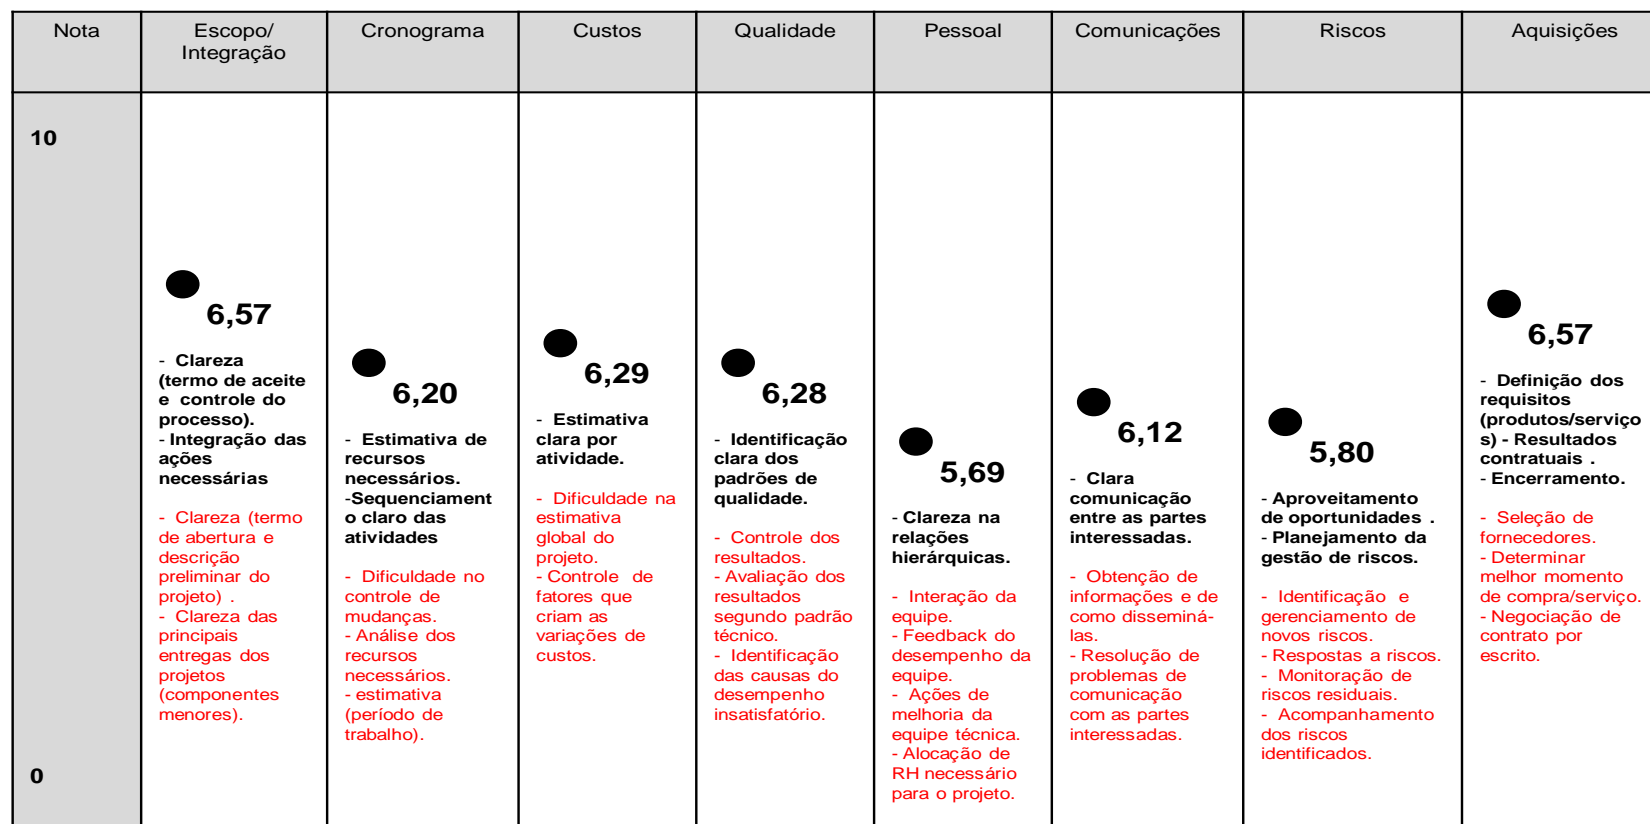 Nota
Escopo/
Integração
Cronograma
Custos
Qualidade
Pessoal
Comunicações
Riscos
Aquisições
10
0
6,57
- Clareza
(termo de aceite
e controle do
processo).
- Integração das
ações
necessárias
- Clareza (termo
de abertura e
descrição
preliminar do
projeto) .
- Clareza das
principais
entregas dos
projetos
(componentes
menores).
6,20
- Estimativa de
recursos
necessários.
-Sequenciament
o claro das
atividades
- Dificuldade no
controle de
mudanças.
- Análise dos
recursos
necessários.
- estimativa
(período de
trabalho).
6,29
- Estimativa
clara por
atividade.
- Dificuldade na
estimativa
global do
projeto.
- Controle de
fatores que
criam as
variações de
custos.
6,28
- Identificação
clara dos
padrões de
qualidade.
- Controle dos
resultados.
- Avaliação dos
resultados
segundo padrão
técnico.
- Identificação
das causas do
desempenho
insatisfatório.
5,69
- Clareza na
relações
hierárquicas.
- Interação da
equipe.
- Feedback do
desempenho da
equipe.
- Ações de
melhoria da
equipe técnica.
- Alocação de
RH necessário
para o projeto.
6,12
- Clara
comunicação
entre as partes
interessadas.
- Obtenção de
informações e de
como disseminá-
las.
- Resolução de
problemas de
comunicação
com as partes
interessadas.
5,80
- Aproveitamento
de oportunidades .
- Planejamento da
gestão de riscos.
- Identificação e
gerenciamento de
novos riscos.
- Respostas a riscos.
- Monitoração de
riscos residuais.
- Acompanhamento
dos riscos
identificados.
6,57
- Definição dos
requisitos
(produtos/serviço
s) - Resultados
contratuais .
- Encerramento.
- Seleção de
fornecedores.
- Determinar
melhor momento
de compra/serviço.
- Negociação de
contrato por
escrito.